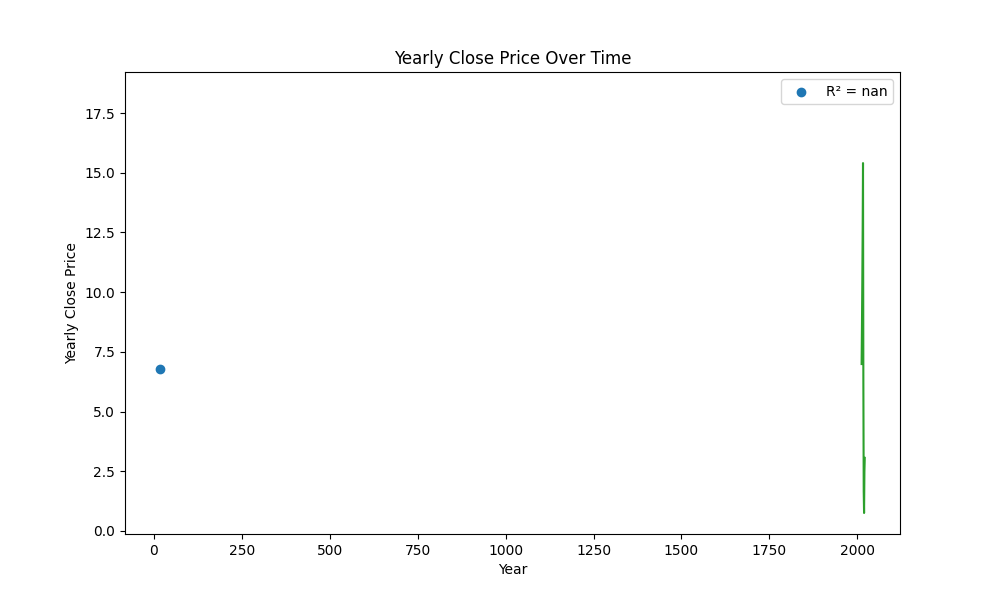 Yearly Close Price Over Time
R² = nan
17.5
15.0
12.5
10.0
7.5
5.0
2.5
0.0
Yearly Close Price
0 250 500 750 1000 1250 1500 1750 2000
Year